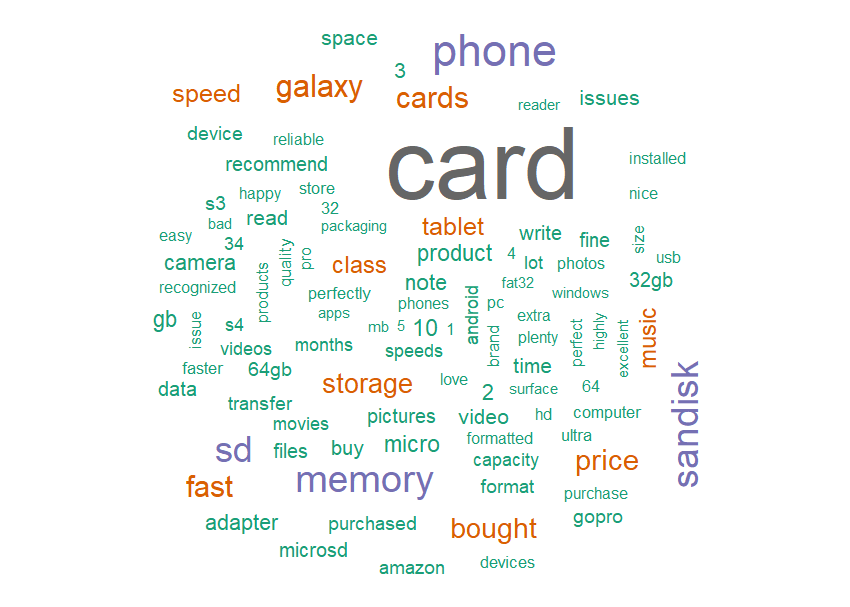 space
phone
3
galaxy
speed
cards
reader
issues
device
reliable
card
recommend
installed
happy
store
nice
s3
32
read
bad
packaging
tablet
easy
34
write
fine
size
quality
pro
product
4
usb
camera
class
lot
photos
recognized
products
note
fat32
32gb
perfectly
windows
phones
pc
android
apps
extra
gb
issue
s4
mb
5
10
1
brand
plenty
perfect
highly
excellent
music
videos
months
speeds
faster
64gb
time
data
storage
love
2
surface
64
sandisk
transfer
movies
pictures
video
hd
computer
sd
files
buy
micro
formatted
ultra
capacity
price
fast
memory
format
purchase
adapter
purchased
bought
gopro
microsd
amazon
devices